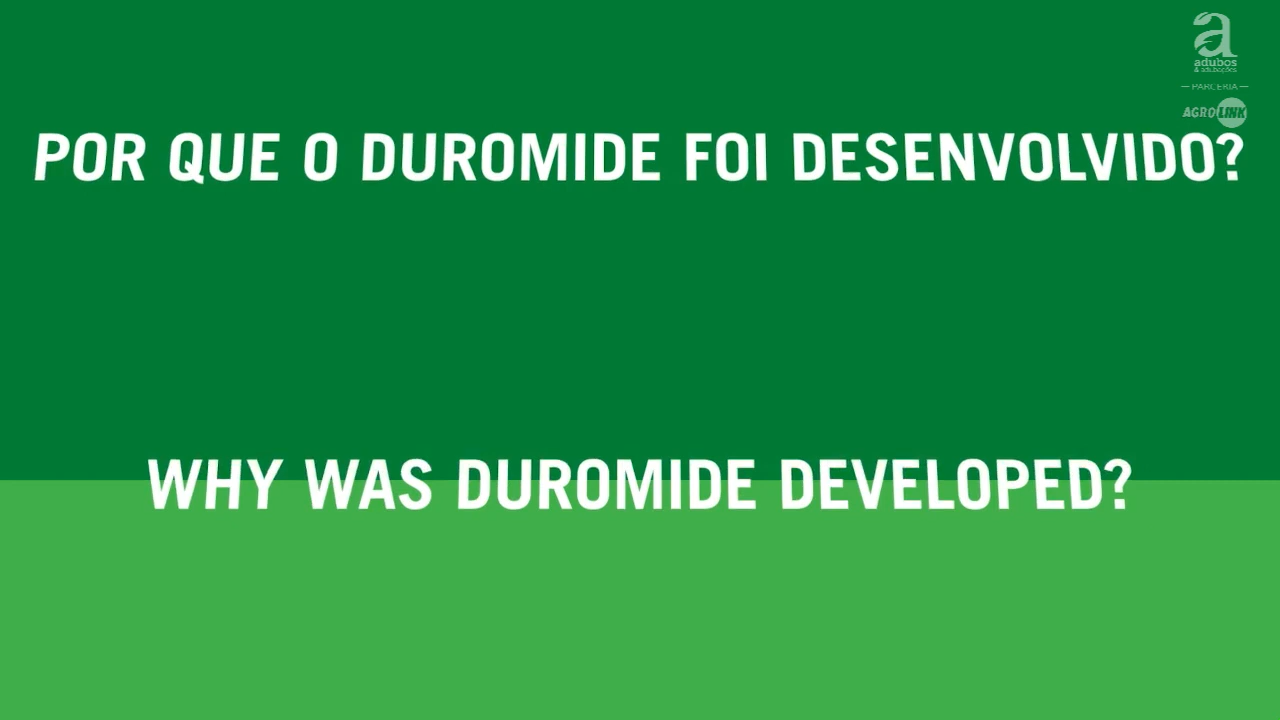 a
adubos
& adubações
PARCERIA
AGROLINK
POR QUE O DUROMIDE FOI DESENVOLVIDO?
WHY WAS DUROMIDE DEVELOPED?